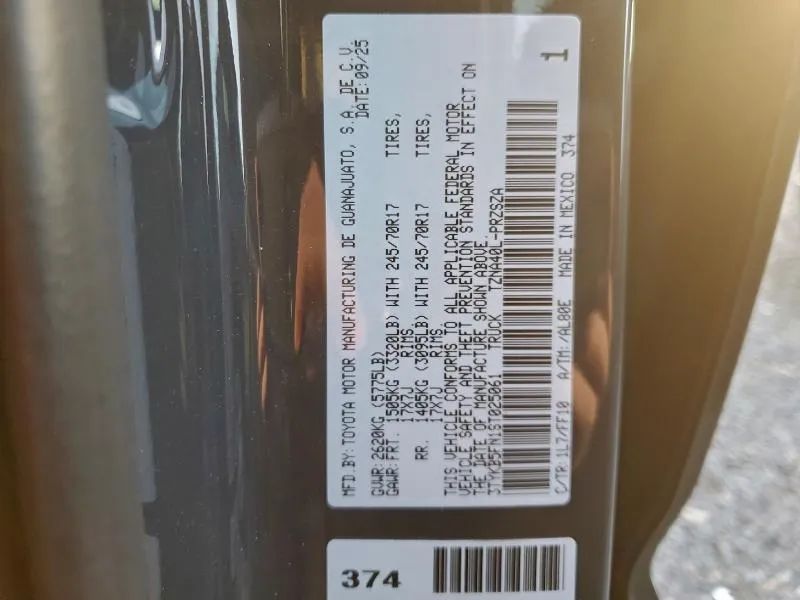 MFD.BY: TOYOTA MOTOR MANUFACTURING DE GUANAJUATO, S.A. DE C.V.
DATE: 09/25
GVWR: 2620KG (5775LB)
GAWR: FRT. 1505KG (3320LB) WITH 245/70R17 TIRES,
17X7J RIMS
RR. 1405KG (3095LB) WITH 245/70R17 TIRES,
17X7J RIMS
THIS VEHICLE CONFORMS TO ALL APPLICABLE FEDERAL MOTOR
VEHICLE SAFETY AND THEFT PREVENTION STANDARDS IN EFFECT ON
THE DATE OF MANUFACTURE SHOWN ABOVE.
3TYKB5FN1ST025061 TRUCK TZNA40L-PRZSZA
C/TR: 1L7/FF10 A/TM: /AL80E MADE IN MEXICO 374
1
374